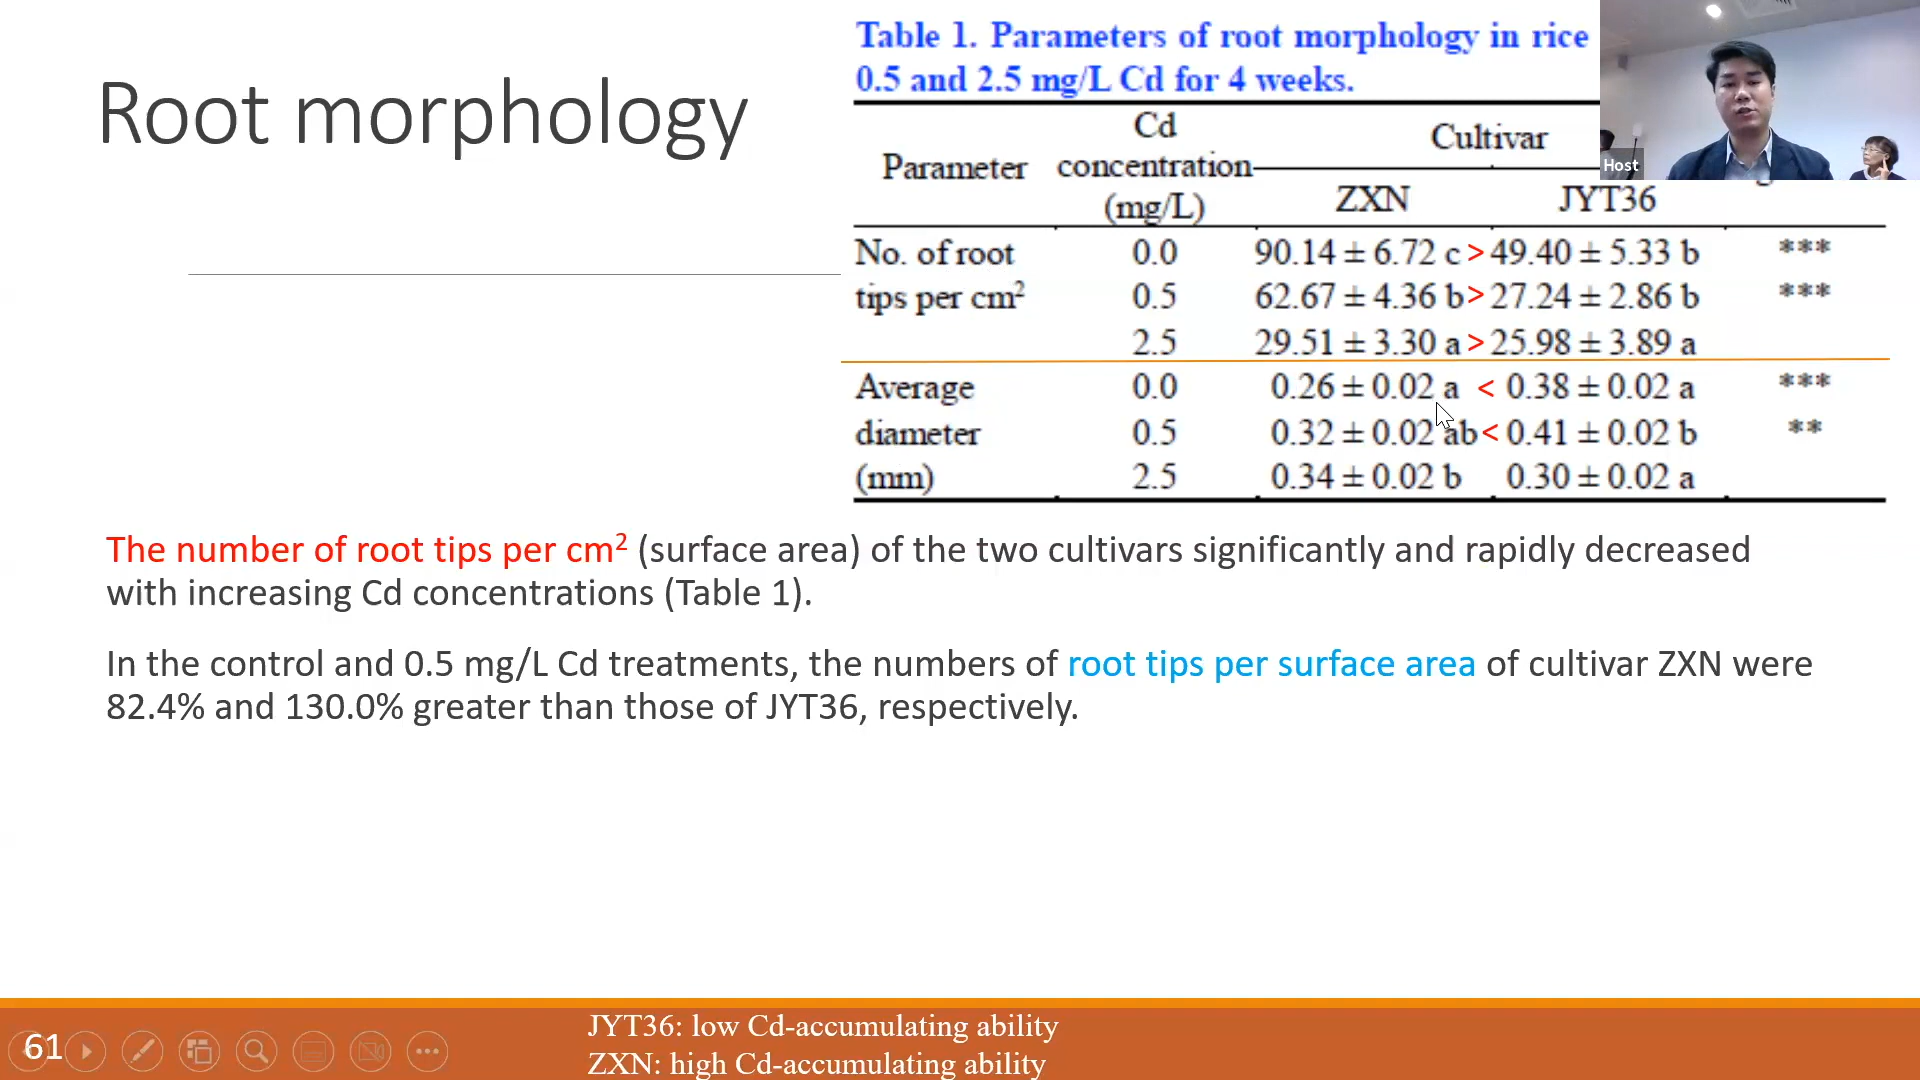 Root morphology
Table 1. Parameters of root morphology in rice
0.5 and 2.5 mg/L Cd for 4 weeks.
Parameter Cd concentration (mg/L) Cultivar
ZXN JYT36
No. of root 0.0 90.14 ± 6.72 c > 49.40 ± 5.33 b ***
tips per cm² 0.5 62.67 ± 4.36 b > 27.24 ± 2.86 b ***
2.5 29.51 ± 3.30 a > 25.98 ± 3.89 a
Average 0.0 0.26 ± 0.02 a < 0.38 ± 0.02 a ***
diameter 0.5 0.32 ± 0.02 ab < 0.41 ± 0.02 b **
(mm) 2.5 0.34 ± 0.02 b 0.30 ± 0.02 a
Host
The number of root tips per cm² (surface area) of the two cultivars significantly and rapidly decreased
with increasing Cd concentrations (Table 1).
In the control and 0.5 mg/L Cd treatments, the numbers of root tips per surface area of cultivar ZXN were
82.4% and 130.0% greater than those of JYT36, respectively.
61
JYT36: low Cd-accumulating ability
ZXN: high Cd-accumulating ability